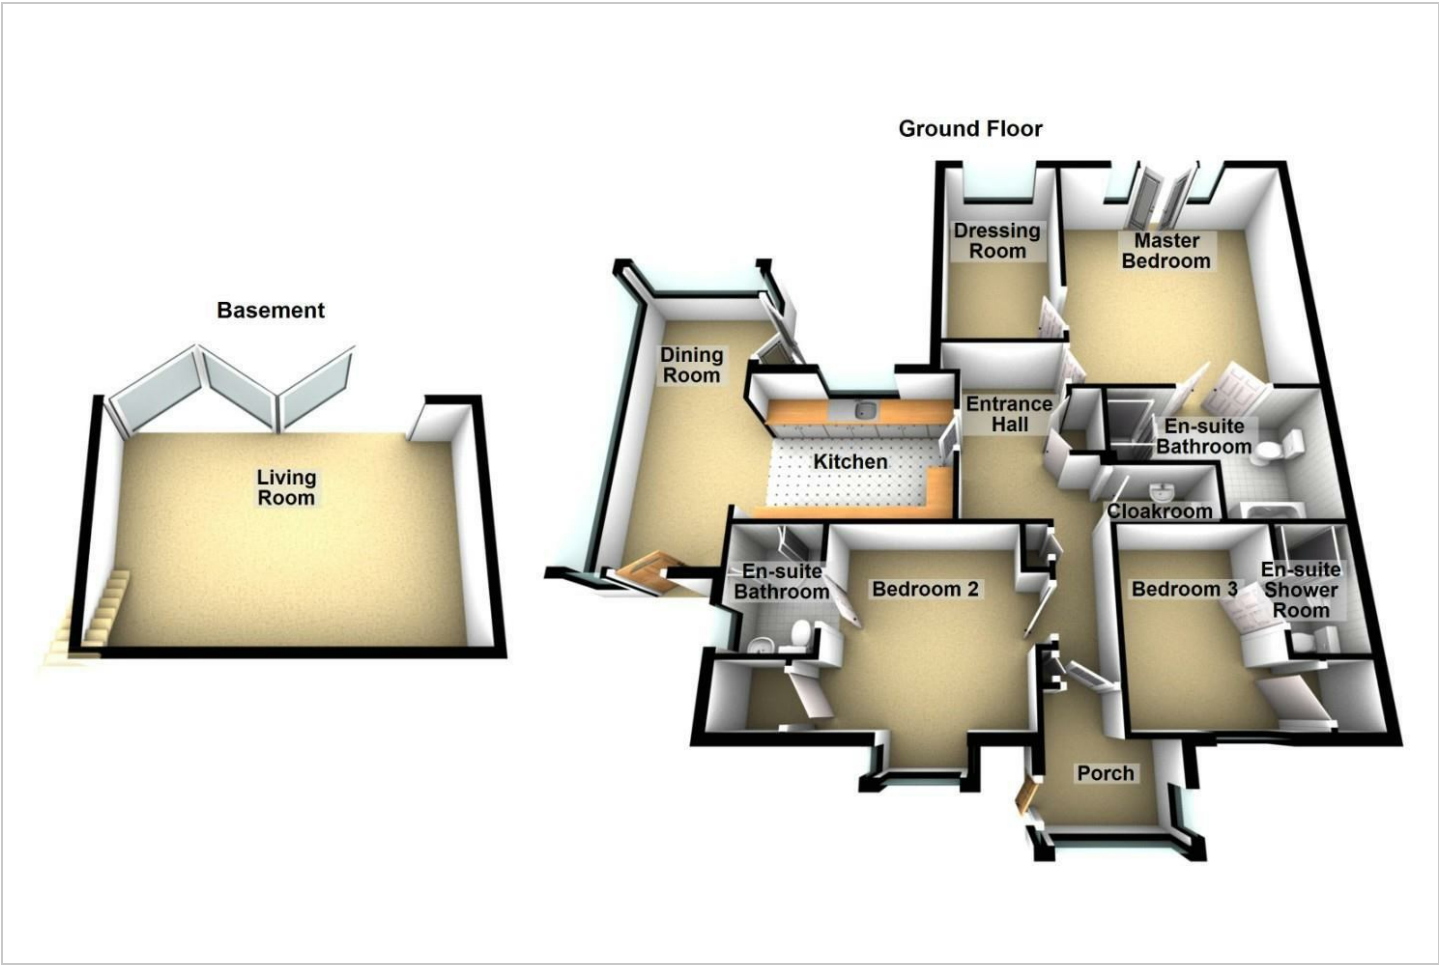 Ground Floor
Dressing
Room
Master
Bedroom
Basement
Dining
Room
Entrance
Hall
En-suite
Bathroom
Kitchen
Living
Room
Cloakroom
En-suite
Bathroom
Bedroom 2
Bedroom 3
En-suite
Shower
Room
Porch